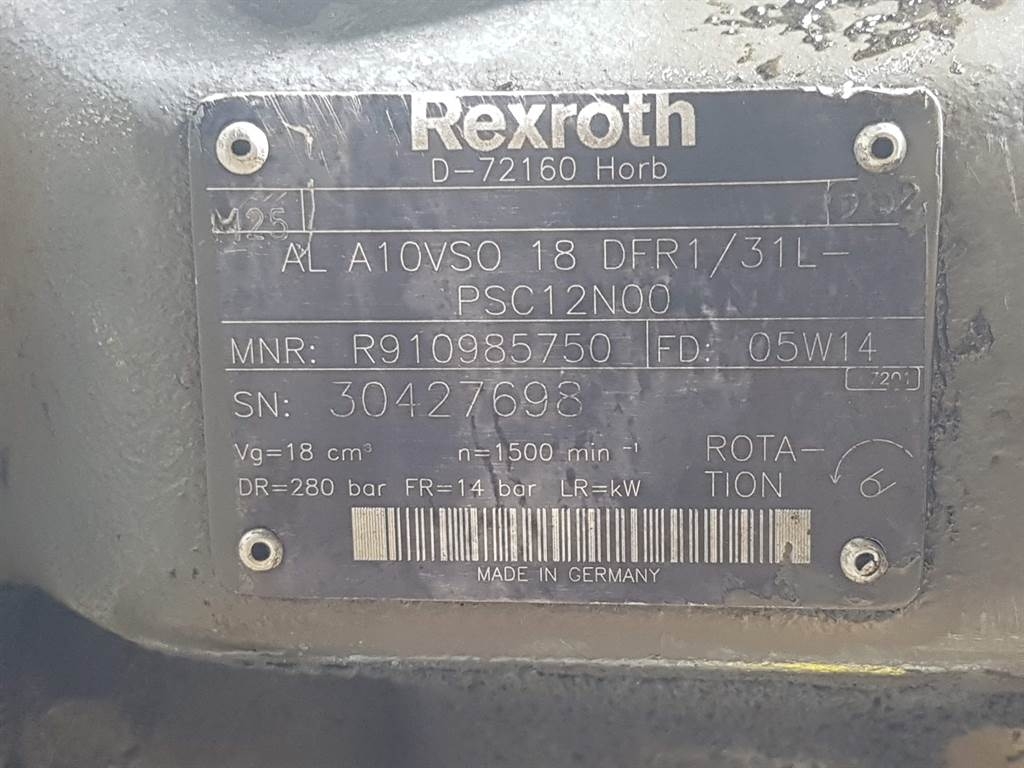 Rexroth
D-72160 Horb
M25
AL A10VSO 18 DFR1/31L-
PSC12N00
MNR: R910985750 FD: 05W14
7201
SN: 30427698
Vg=18 cm³ n=1500 min⁻¹ ROTA-
DR=280 bar FR=14 bar LR=kW TION
MADE IN GERMANY